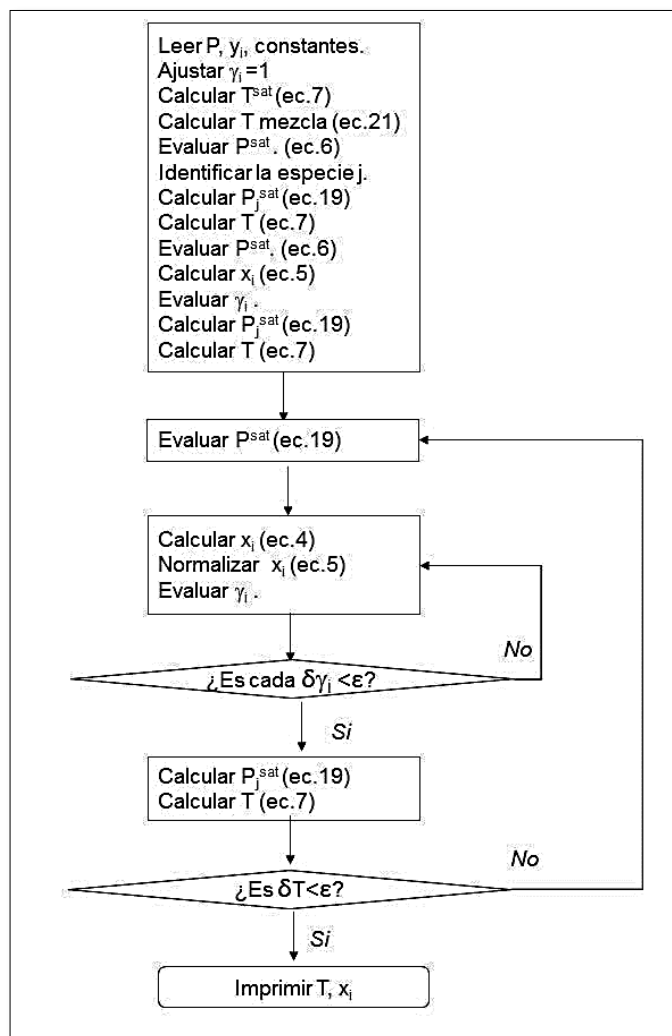 Leer P, yᵢ, constantes.
Ajustar γᵢ =1
Calcular Tˢᵃᵗ (ec.7)
Calcular T mezcla (ec.21)
Evaluar Pˢᵃᵗ. (ec.6)
Identificar la especie j.
Calcular Pⱼˢᵃᵗ (ec.19)
Calcular T (ec.7)
Evaluar Pˢᵃᵗ. (ec.6)
Calcular xᵢ (ec.5)
Evaluar γᵢ .
Calcular Pⱼˢᵃᵗ (ec.19)
Calcular T (ec.7)
Evaluar Pˢᵃᵗ (ec.19)
Calcular xᵢ (ec.4)
Normalizar xᵢ (ec.5)
Evaluar γᵢ .
No
¿Es cada δγᵢ <ε?
Si
Calcular Pⱼˢᵃᵗ (ec.19)
Calcular T (ec.7)
No
¿Es δT<ε?
Si
Imprimir T, xᵢ